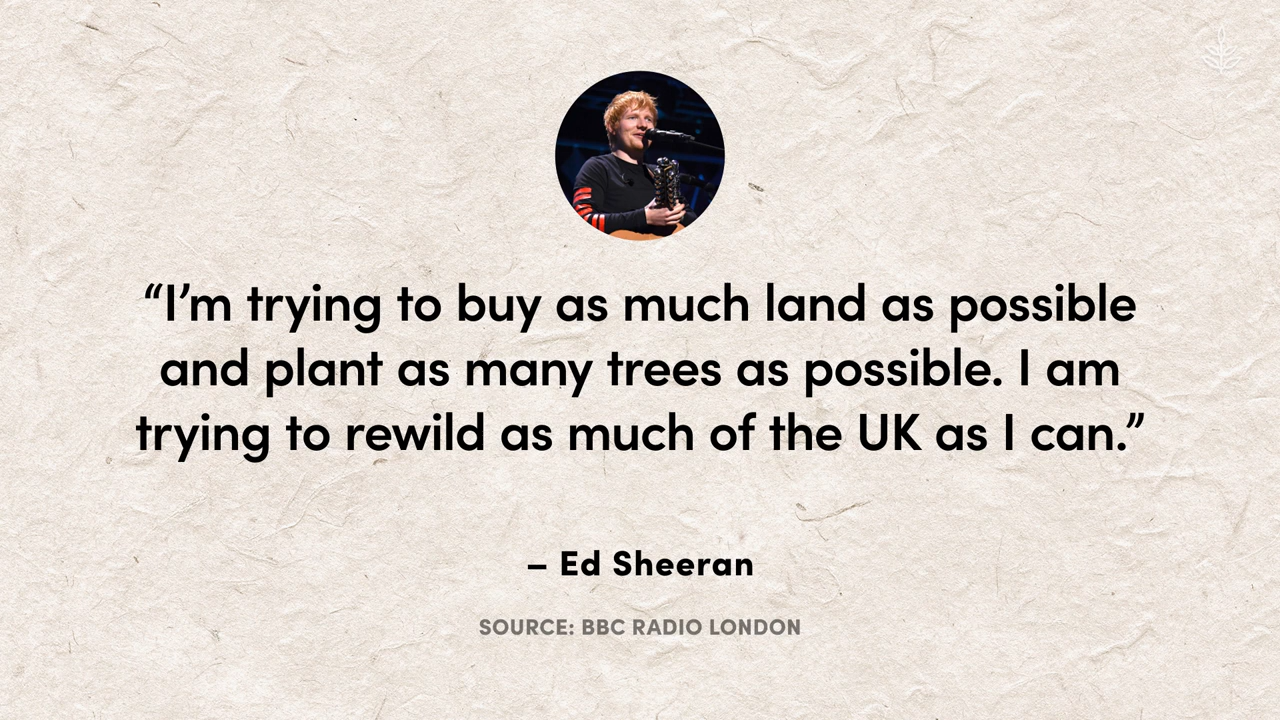 “I’m trying to buy as much land as possible
and plant as many trees as possible. I am
trying to rewild as much of the UK as I can.”
– Ed Sheeran
SOURCE: BBC RADIO LONDON